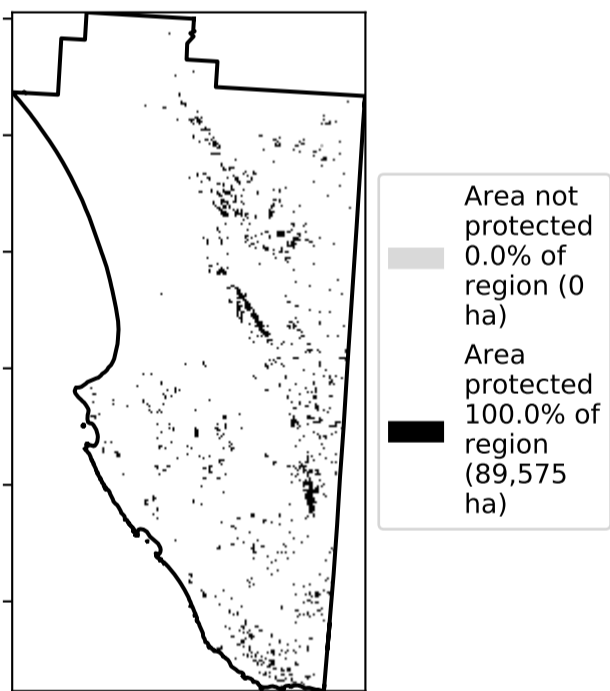 Area not
protected
0.0% of
region (0
ha)
Area
protected
100.0% of
region
(89,575
ha)